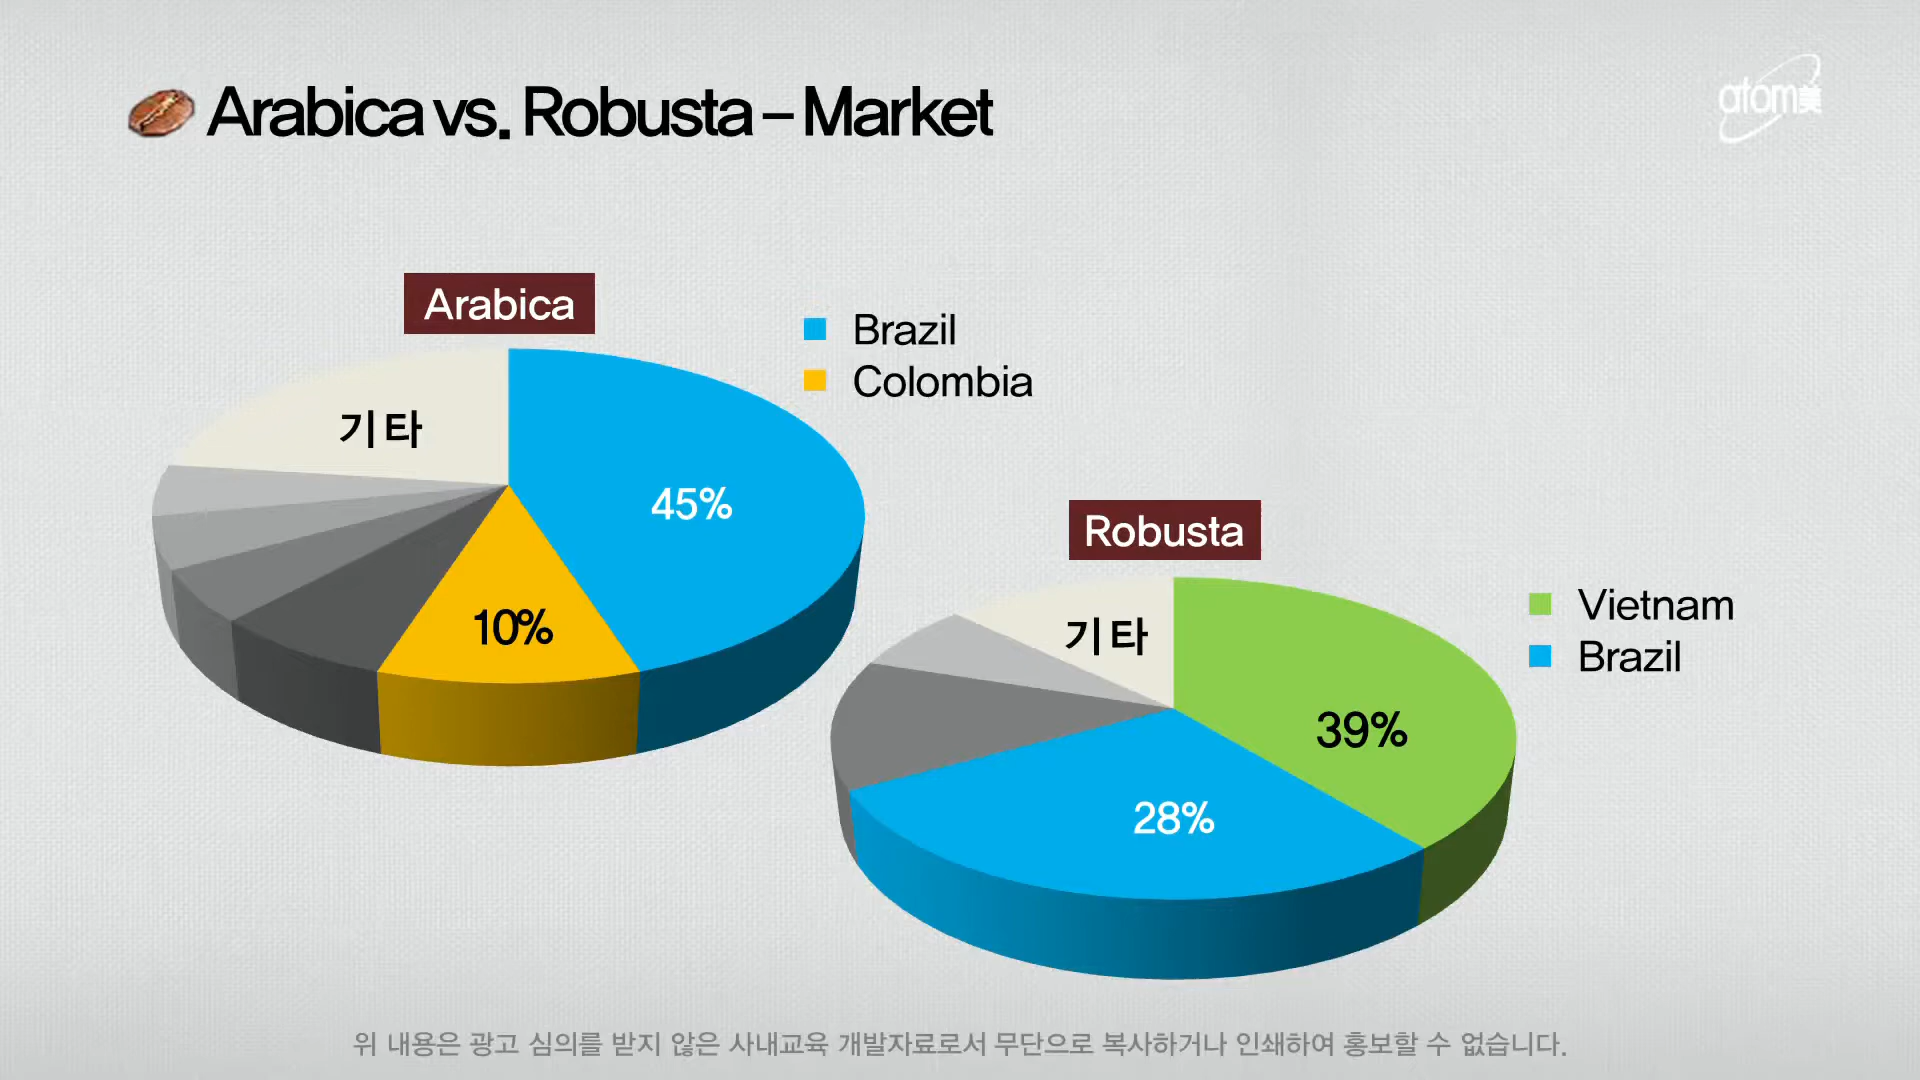 Arabica vs. Robusta – Market
atom美
Arabica
Brazil
Colombia
기타
45%
10%
Robusta
Vietnam
Brazil
기타
39%
28%
위 내용은 광고 심의를 받지 않은 사내교육 개발자료로서 무단으로 복사하거나 인쇄하여 홍보할 수 없습니다.